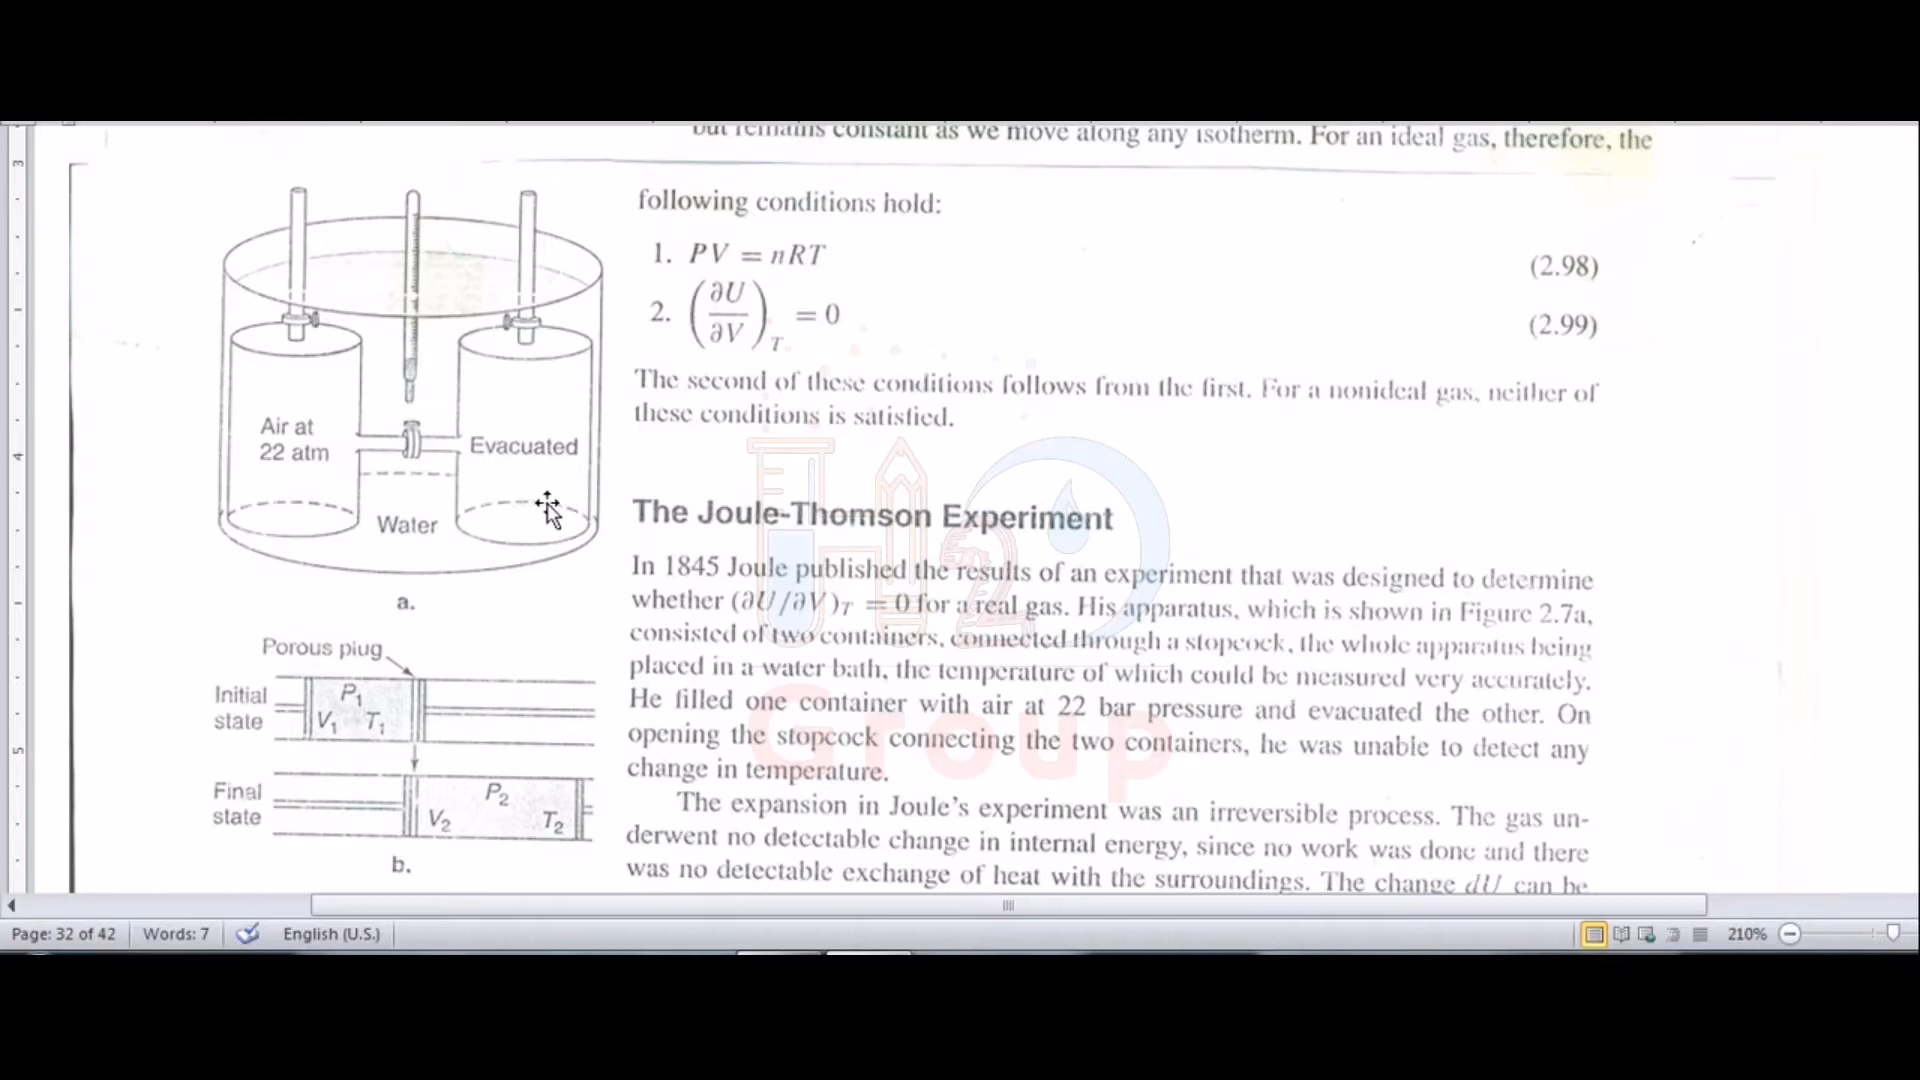 but remains constant as we move along any isotherm. For an ideal gas, therefore, the
following conditions hold:
1. PV = nRT (2.98)
2. (∂U/∂V)T = 0 (2.99)
The second of these conditions follows from the first. For a nonideal gas, neither of
these conditions is satisfied.
The Joule-Thomson Experiment
In 1845 Joule published the results of an experiment that was designed to determine
whether (∂U/∂V)T = 0 for a real gas. His apparatus, which is shown in Figure 2.7a,
consisted of two containers, connected through a stopcock, the whole apparatus being
placed in a water bath, the temperature of which could be measured very accurately.
He filled one container with air at 22 bar pressure and evacuated the other. On
opening the stopcock connecting the two containers, he was unable to detect any
change in temperature.
The expansion in Joule's experiment was an irreversible process. The gas un-
derwent no detectable change in internal energy, since no work was done and there
was no detectable exchange of heat with the surroundings. The change dU can be
Air at
22 atm
Evacuated
Water
a.
Porous plug
Initial
state
P1
V1 T1
Final
state
P2
V2 T2
b.
H2O
Group
3
4
5
Page: 32 of 42
Words: 7
English (U.S.)
210%